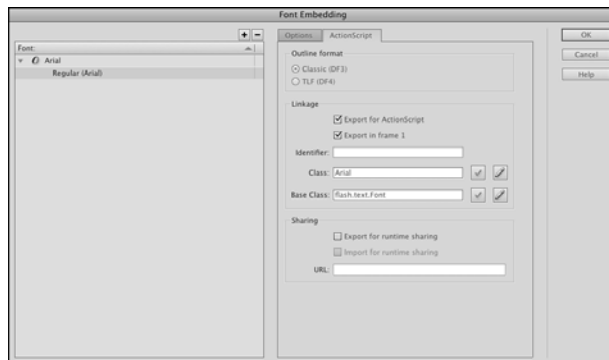 Font Embedding
+ −
Font:
Arial
Regular (Arial)
Options ActionScript
Outline format
Classic (DF3)
TLF (DF4)
Linkage
Export for ActionScript
Export in frame 1
Identifier:
Class: Arial
Base Class: flash.text.Font
Sharing
Export for runtime sharing
Import for runtime sharing
URL:
OK
Cancel
Help